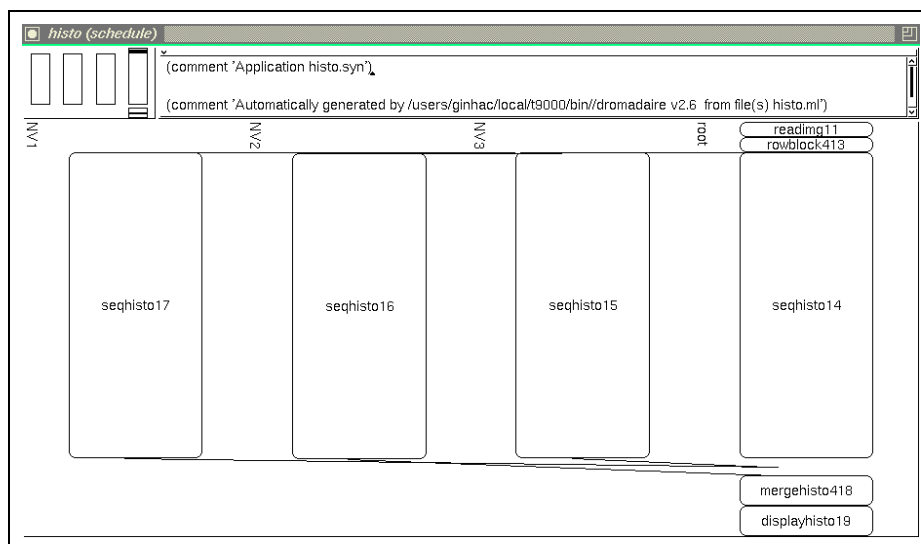 histo (schedule)
(comment 'Application histo.syn')
(comment 'Automatically generated by /users/ginhac/local/t9000/bin//dromadaire v2.6 from file(s) histo.ml')
NV1
NV2
NV3
root
readimg11
rowblock413
seqhisto17
seqhisto16
seqhisto15
seqhisto14
mergehisto418
displayhisto19